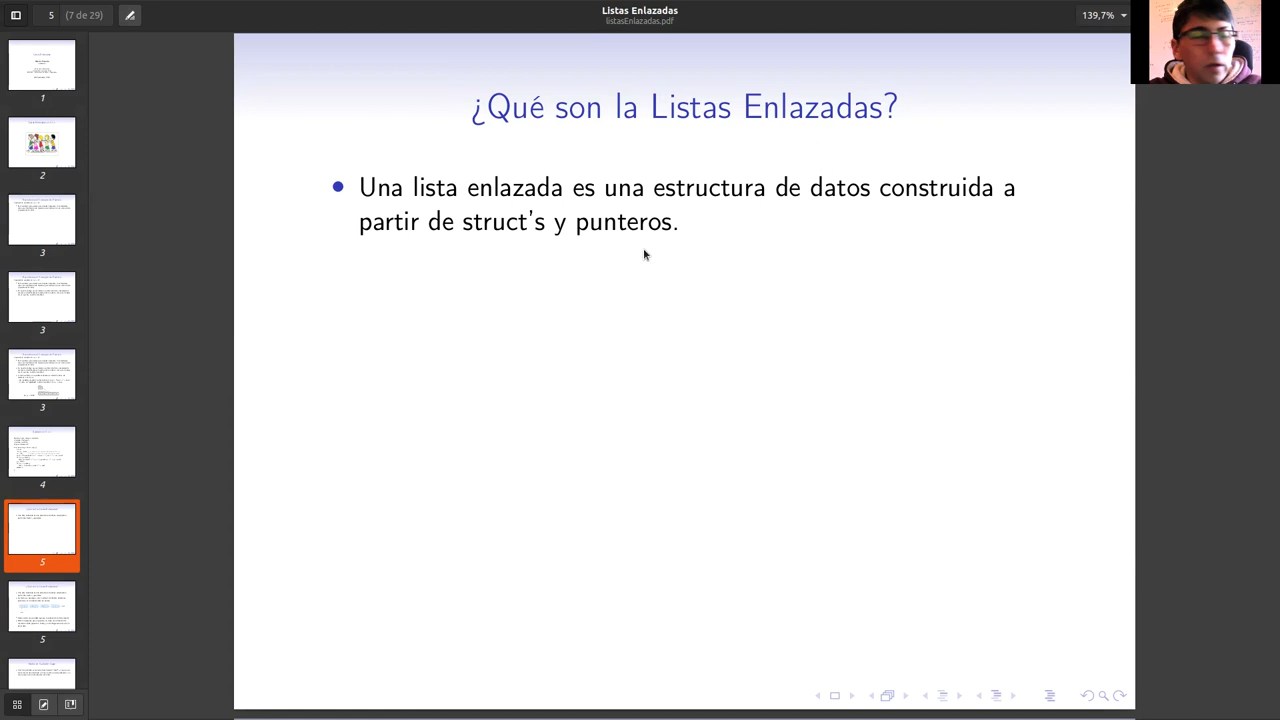 Listas Enlazadas
listasEnlazadas.pdf
5 (7 de 29)
139,7%
¿Qué son la Listas Enlazadas?
Una lista enlazada es una estructura de datos construida a
partir de struct's y punteros.
1
2
3
3
3
4
5
5